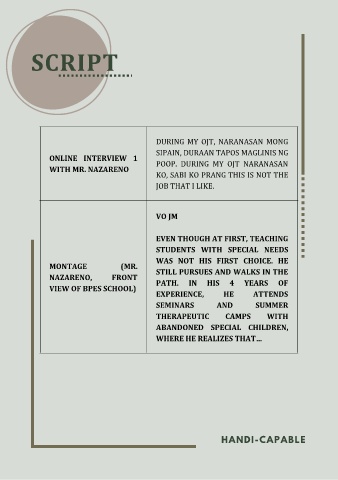 SCRIPT
ONLINE INTERVIEW 1
WITH MR. NAZARENO
DURING MY OJT, NARANASAN MONG
SIPAIN, DURAAN TAPOS MAGLINIS NG
POOP. DURING MY OJT NARANASAN
KO, SABI KO PRANG THIS IS NOT THE
JOB THAT I LIKE.
MONTAGE (MR.
NAZARENO, FRONT
VIEW OF BPES SCHOOL)
VO JM
EVEN THOUGH AT FIRST, TEACHING
STUDENTS WITH SPECIAL NEEDS
WAS NOT HIS FIRST CHOICE. HE
STILL PURSUES AND WALKS IN THE
PATH. IN HIS 4 YEARS OF
EXPERIENCE, HE ATTENDS
SEMINARS AND SUMMER
THERAPEUTIC CAMPS WITH
ABANDONED SPECIAL CHILDREN,
WHERE HE REALIZES THAT...
HANDI-CAPABLE